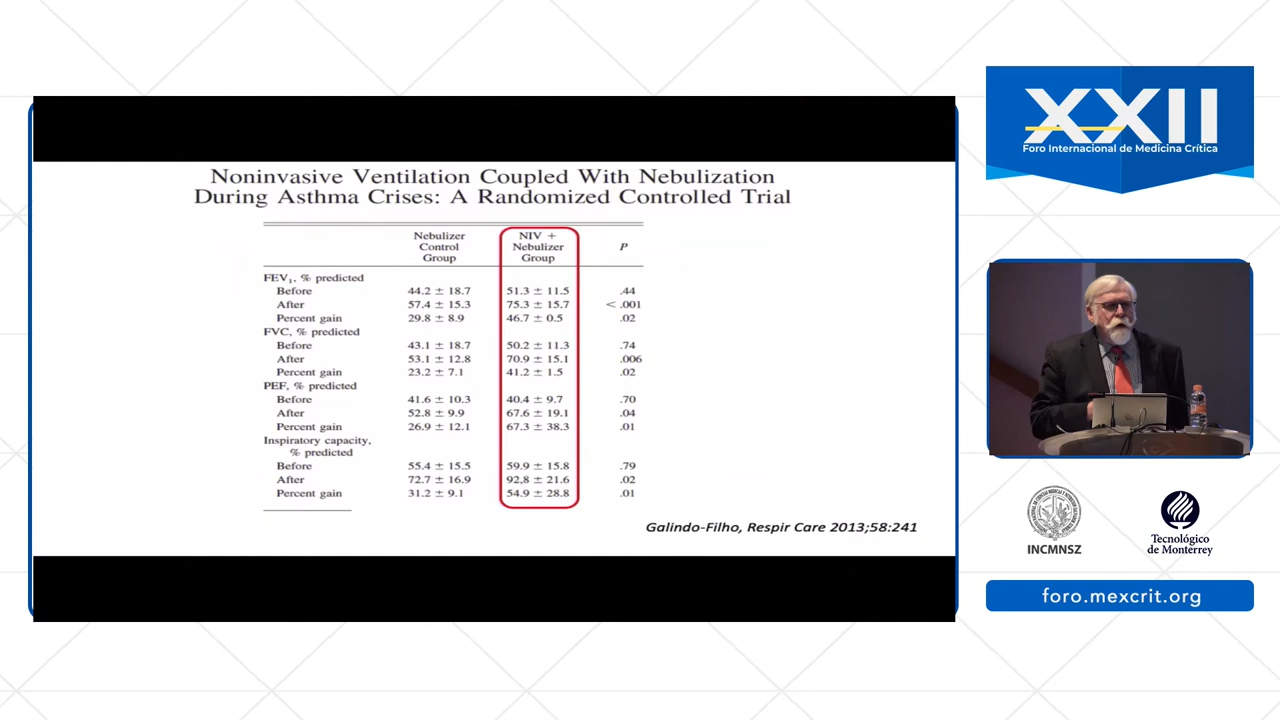 Noninvasive Ventilation Coupled With Nebulization
During Asthma Crises: A Randomized Controlled Trial
Nebulizer Control Group
NIV + Nebulizer Group
P
FEV1, % predicted
Before 44.2 ± 18.7 51.3 ± 11.5 .44
After 57.4 ± 15.3 75.3 ± 15.7 < .001
Percent gain 29.8 ± 8.9 46.7 ± 0.5 .02
FVC, % predicted
Before 43.1 ± 18.7 50.2 ± 11.3 .74
After 53.1 ± 12.8 70.9 ± 15.1 .006
Percent gain 23.2 ± 7.1 41.2 ± 1.5 .02
PEF, % predicted
Before 41.6 ± 10.3 40.4 ± 9.7 .70
After 52.8 ± 9.9 67.6 ± 19.1 .04
Percent gain 26.9 ± 12.1 67.3 ± 38.3 .01
Inspiratory capacity,
% predicted
Before 55.4 ± 15.5 59.9 ± 15.8 .79
After 72.7 ± 16.9 92,8 ± 21.6 .02
Percent gain 31.2 ± 9.1 54.9 ± 28.8 .01
Galindo-Filho, Respir Care 2013;58:241
XXII
Foro Internacional de Medicina Crítica
INCMNSZ
Tecnológico
de Monterrey
foro.mexcrit.org